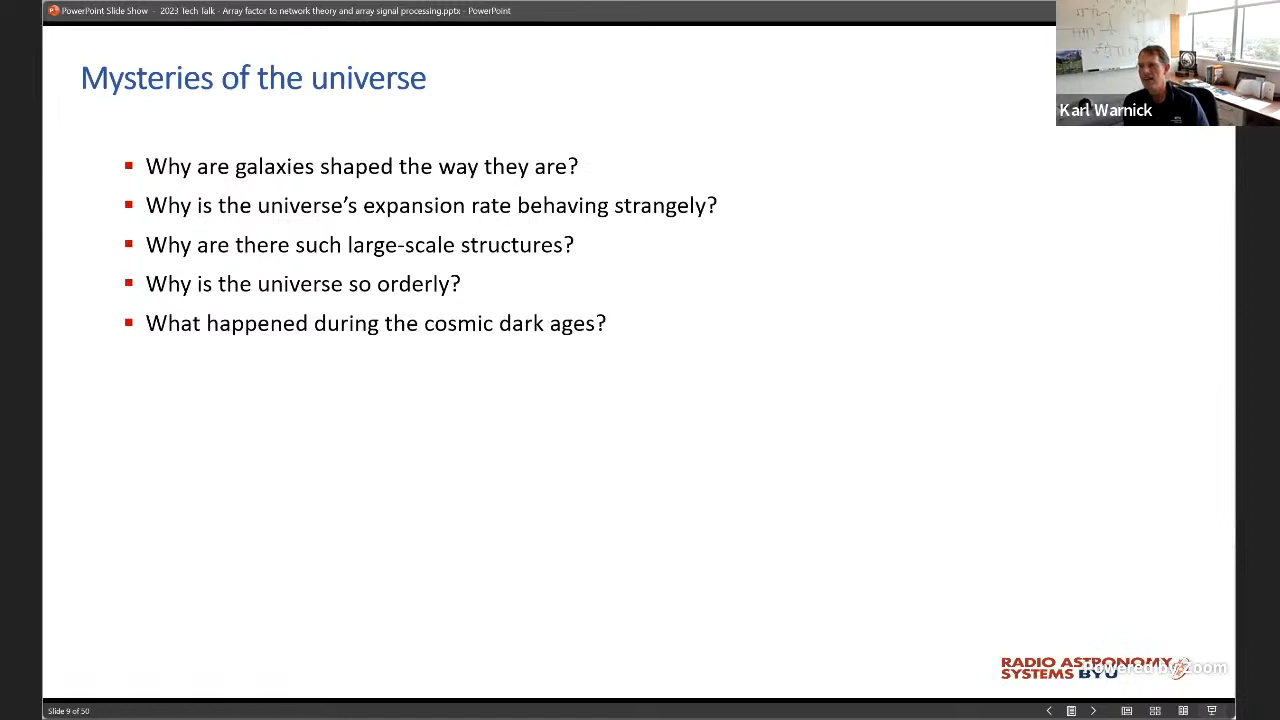 PowerPoint Slide Show - 2023 Tech Talk - Array factor to network theory and array signal processing.pptx - PowerPoint
Karl Warnick
Mysteries of the universe
Why are galaxies shaped the way they are?
Why is the universe’s expansion rate behaving strangely?
Why are there such large-scale structures?
Why is the universe so orderly?
What happened during the cosmic dark ages?
RADIO ASTRONOMY
SYSTEMS BYU
Powered by Zoom
Slide 9 of 50